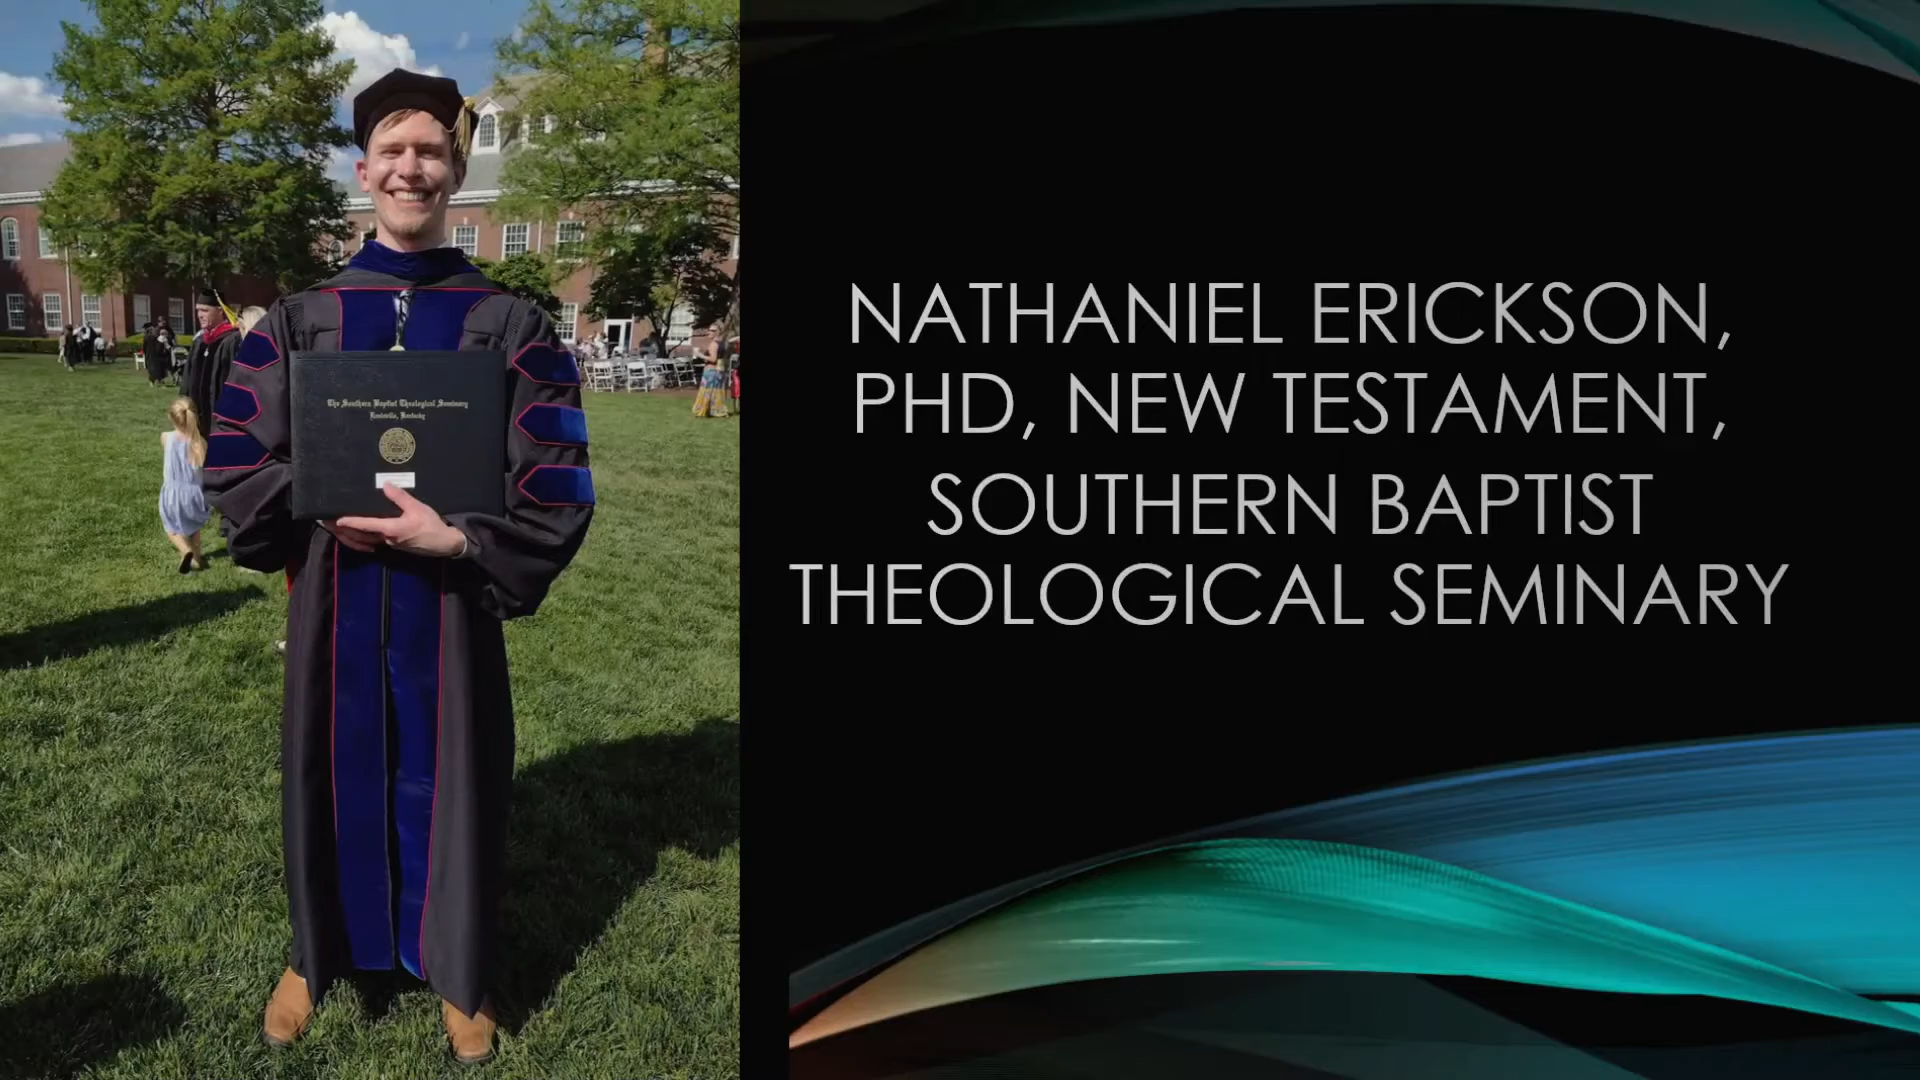 The Southern Baptist Theological Seminary
Louisville, Kentucky
NATHANIEL ERICKSON,
PHD, NEW TESTAMENT,
SOUTHERN BAPTIST
THEOLOGICAL SEMINARY